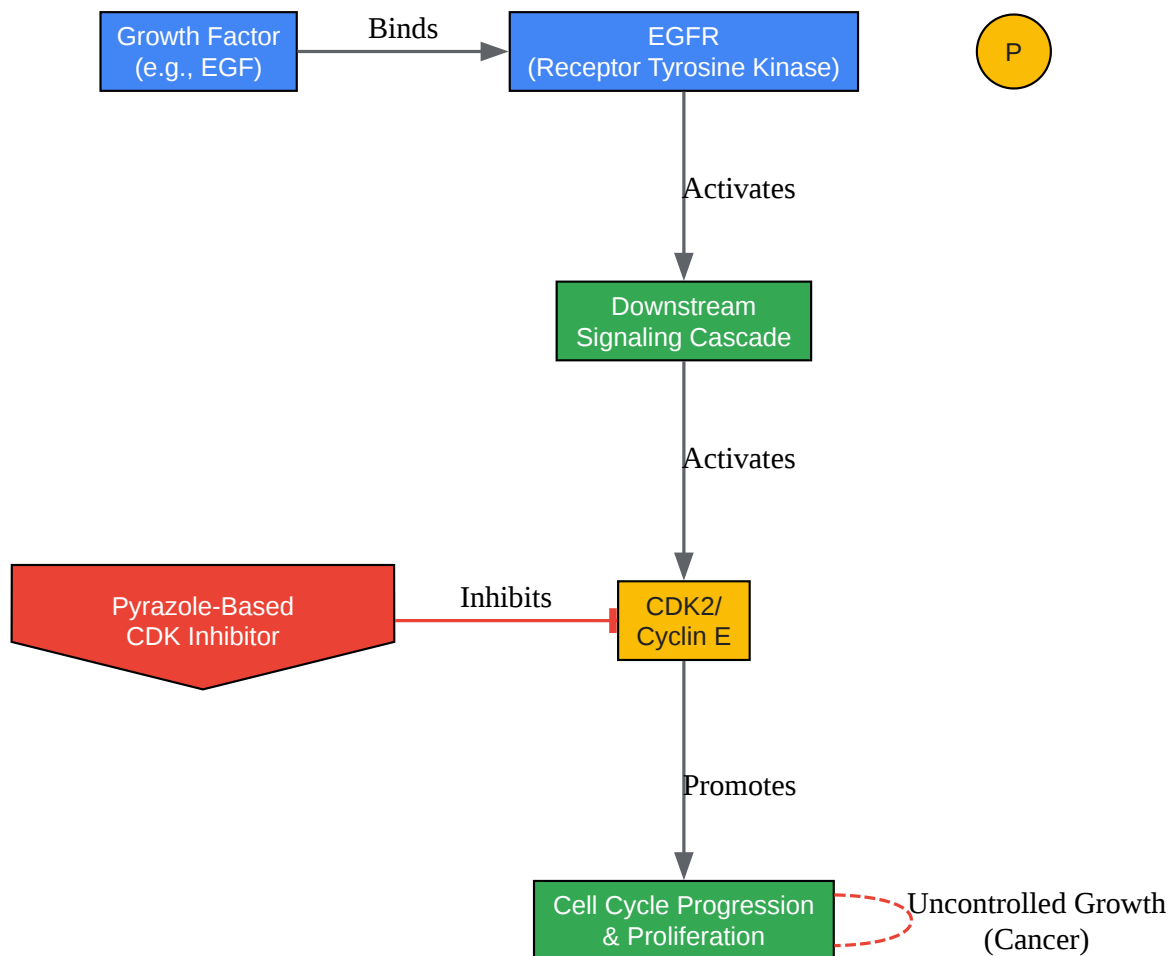 Growth Factor
(e.g., EGF)
Binds
EGFR
(Receptor Tyrosine Kinase)
P
Activates
Downstream
Signaling Cascade
Activates
Pyrazole-Based
CDK Inhibitor
Inhibits
CDK2/
Cyclin E
Promotes
Cell Cycle Progression
& Proliferation
Uncontrolled Growth
(Cancer)